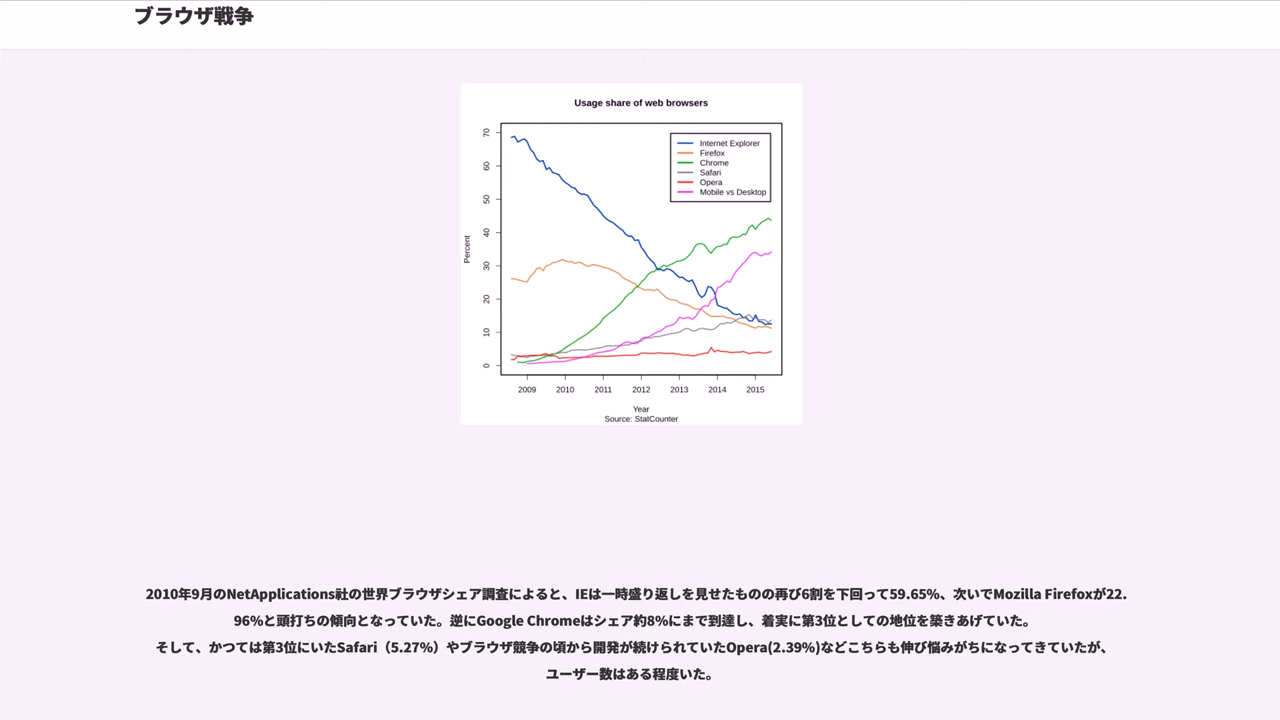 ブラウザ戦争
Usage share of web browsers
70
60
50
40
30
20
10
0
Percent
Internet Explorer
Firefox
Chrome
Safari
Opera
Mobile vs Desktop
2009 2010 2011 2012 2013 2014 2015
Year
Source: StatCounter
2010年9月のNetApplications社の世界ブラウザシェア調査によると、IEは一時盛り返しを見せたものの再び6割を下回って59.65%、次いでMozilla Firefoxが22.
96%と頭打ちの傾向となっていた。逆にGoogle Chromeはシェア約8%にまで到達し、着実に第3位としての地位を築きあげていた。
そして、かつては第3位にいたSafari（5.27%）やブラウザ競争の頃から開発が続けられていたOpera(2.39%)などこちらも伸び悩みがちになってきていたが、
ユーザー数はある程度いた。